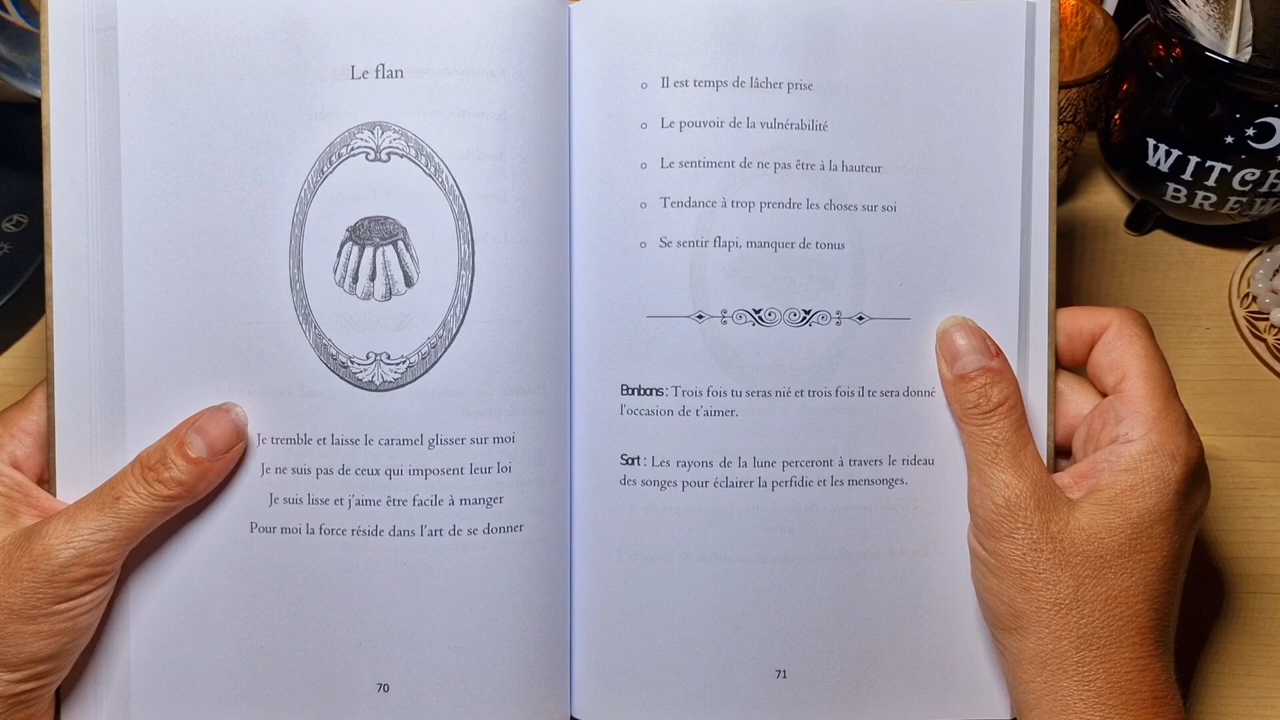 Le flan
Je tremble et laisse le caramel glisser sur moi
Je ne suis pas de ceux qui imposent leur loi
Je suis lisse et j'aime être facile à manger
Pour moi la force réside dans l'art de se donner
70
o Il est temps de lâcher prise
o Le pouvoir de la vulnérabilité
o Le sentiment de ne pas être à la hauteur
o Tendance à trop prendre les choses sur soi
o Se sentir flapi, manquer de tonus
Bonbons : Trois fois tu seras nié et trois fois il te sera donné
l'occasion de t'aimer.
Sort : Les rayons de la lune perceront à travers le rideau
des songes pour éclairer la perfidie et les mensonges.
71
WITCH
BREW